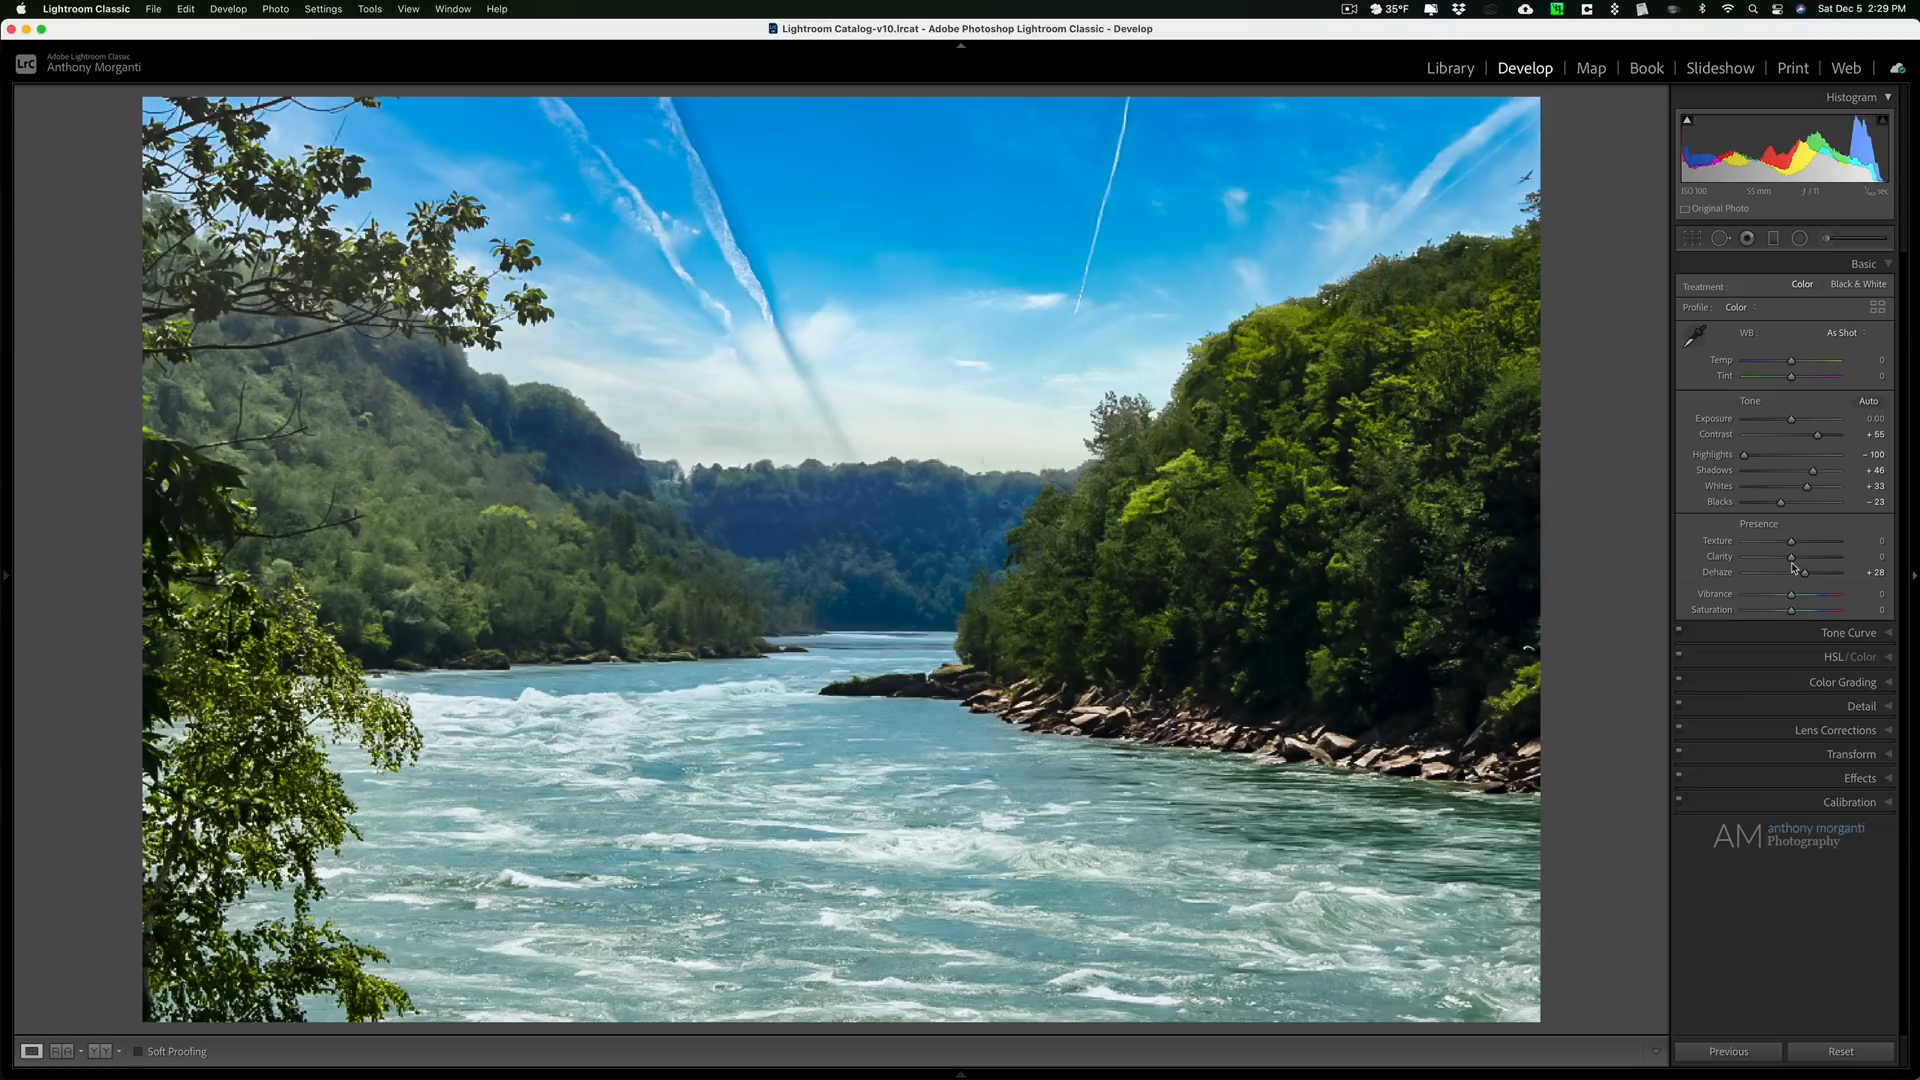 Lightroom Classic File Edit Develop Photo Settings Tools View Window Help 35°F Sat Dec 5 2:29 PM
Lightroom Catalog-v10.lrcat - Adobe Photoshop Lightroom Classic - Develop
LrC
Adobe Lightroom Classic
Anthony Morganti
Library | Develop | Map | Book | Slideshow | Print | Web |
Histogram
ISO 100 55 mm ƒ / 11
Original Photo
Basic
Treatment : Color Black & White
Profile : Color
WB : As Shot
Temp 0
Tint 0
Tone Auto
Exposure 0.00
Contrast + 55
Highlights − 100
Shadows + 46
Whites + 33
Blacks − 23
Presence
Texture 0
Clarity 0
Dehaze + 28
Vibrance 0
Saturation 0
Tone Curve
HSL / Color
Color Grading
Detail
Lens Corrections
Transform
Effects
Calibration
AM anthony morganti
Photography
Soft Proofing
Previous Reset